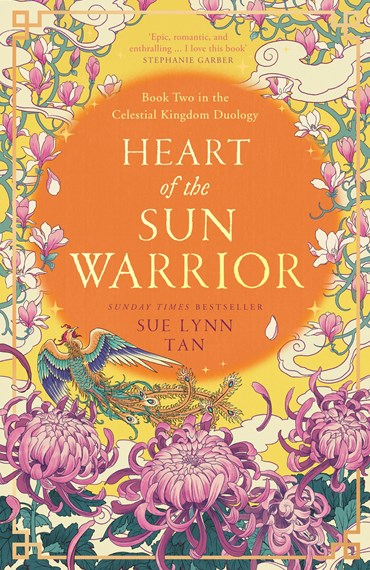 'Epic, romantic, and
enthralling ... I love this book'
STEPHANIE GARBER
Book Two in the
Celestial Kingdom Duology
HEART
of the
SUN
WARRIOR
SUNDAY TIMES BESTSELLER
SUE LYNN
TAN